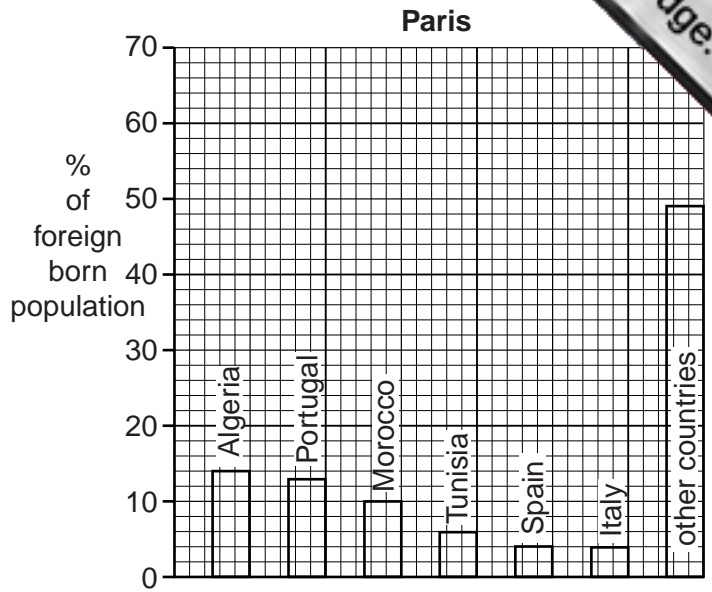 Paris
dge.
70
60
50
40
30
20
10
0
%
of
foreign
born
population
Algeria
Portugal
Morocco
Tunisia
Spain
Italy
other countries